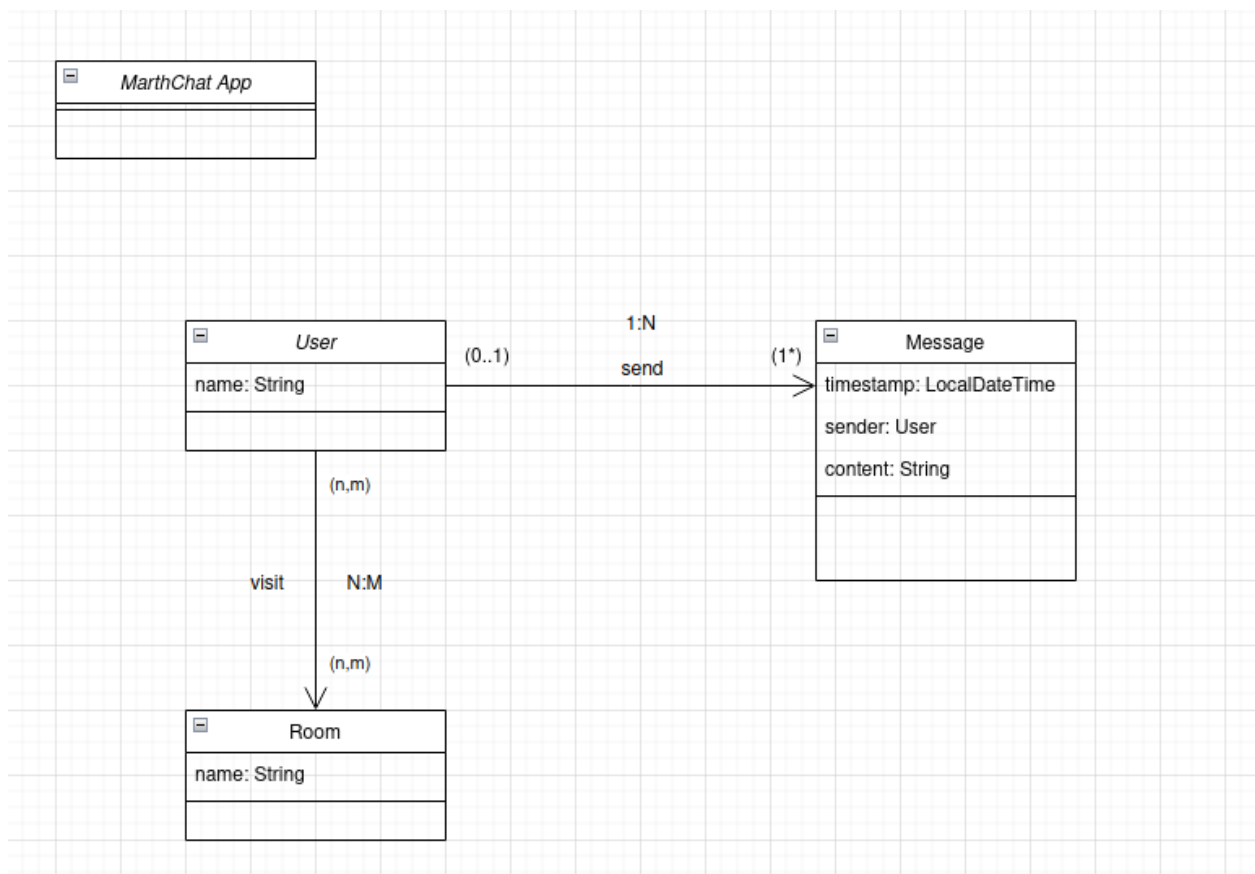 MarthChat App
1:N
User
(0..1)
(1*)
Message
send
name: String
timestamp: LocalDateTime
sender: User
content: String
(n,m)
visit
N:M
(n,m)
Room
name: String